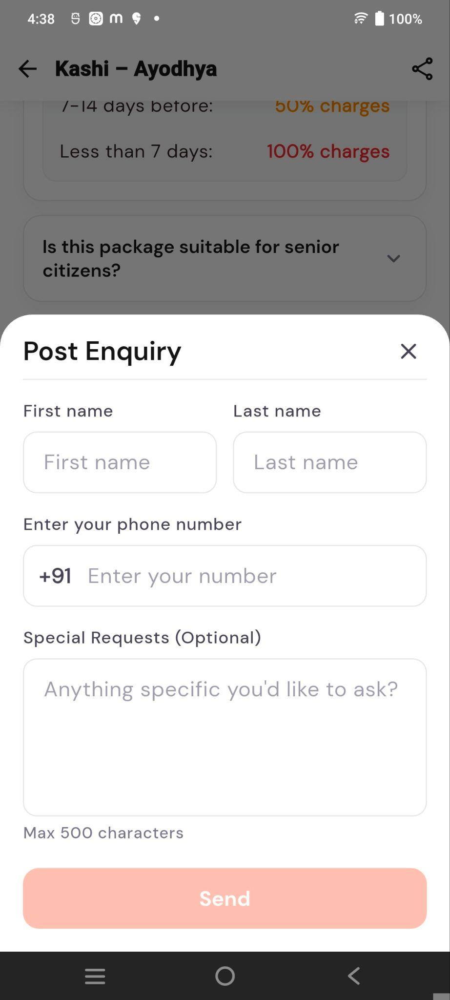 4:38
100%
Kashi – Ayodhya
7-14 days before:
50% charges
Less than 7 days:
100% charges
Is this package suitable for senior
citizens?
Post Enquiry
First name
Last name
First name
Last name
Enter your phone number
+91 Enter your number
Special Requests (Optional)
Anything specific you'd like to ask?
Max 500 characters
Send